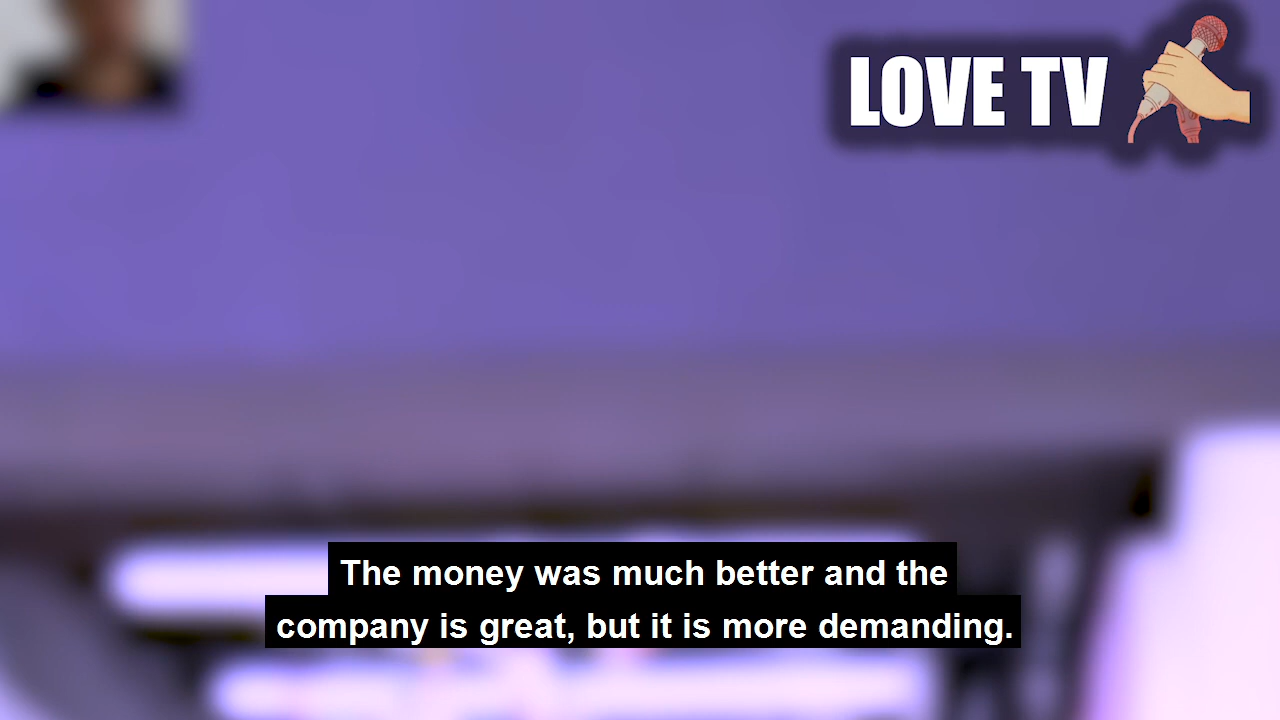 LOVE TV
The money was much better and the
company is great, but it is more demanding.